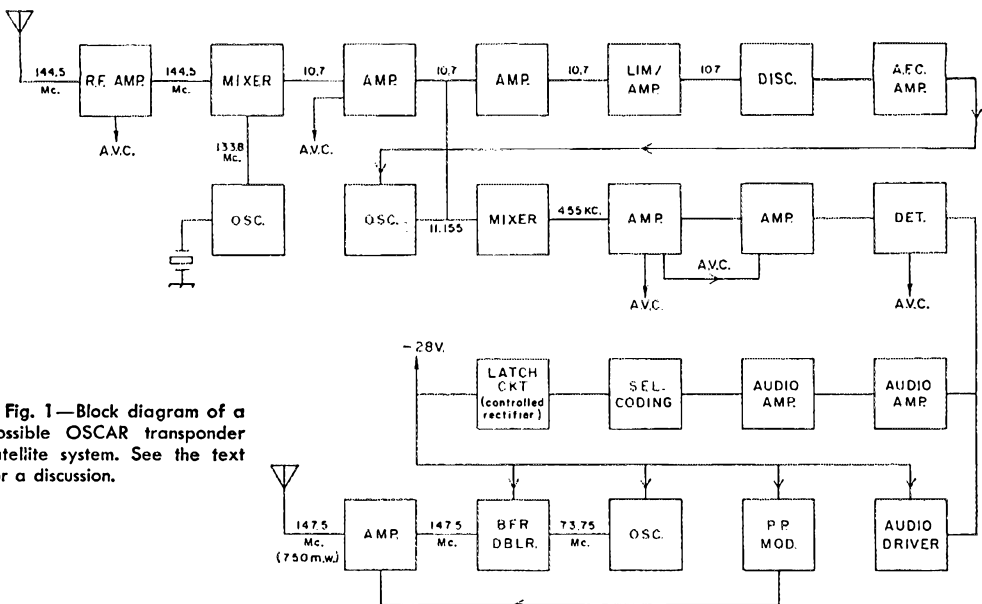 144.5
Mc.
R.F. AMP.
144.5
Mc.
MIXER
10.7
AMP.
10.7
AMP.
10.7
LIM/
AMP.
10.7
DISC.
A.F.C.
AMP.
A.V.C.
133.8
Mc.
A.V.C.
OSC.
OSC.
11.155
MIXER
455 KC.
AMP.
AMP.
DET.
A.V.C.
A.V.C.
A.V.C.
-28V.
LATCH
CKT
(controlled
rectifier)
SEL.
CODING
AUDIO
AMP.
AUDIO
AMP.
Fig. 1—Block diagram of a
ossible OSCAR transponder
atellite system. See the text
or a discussion.
147.5
Mc.
(750 m.w.)
AMP.
147.5
Mc.
BFR
DBLR.
73.75
Mc.
OSC.
P.P.
MOD.
AUDIO
DRIVER